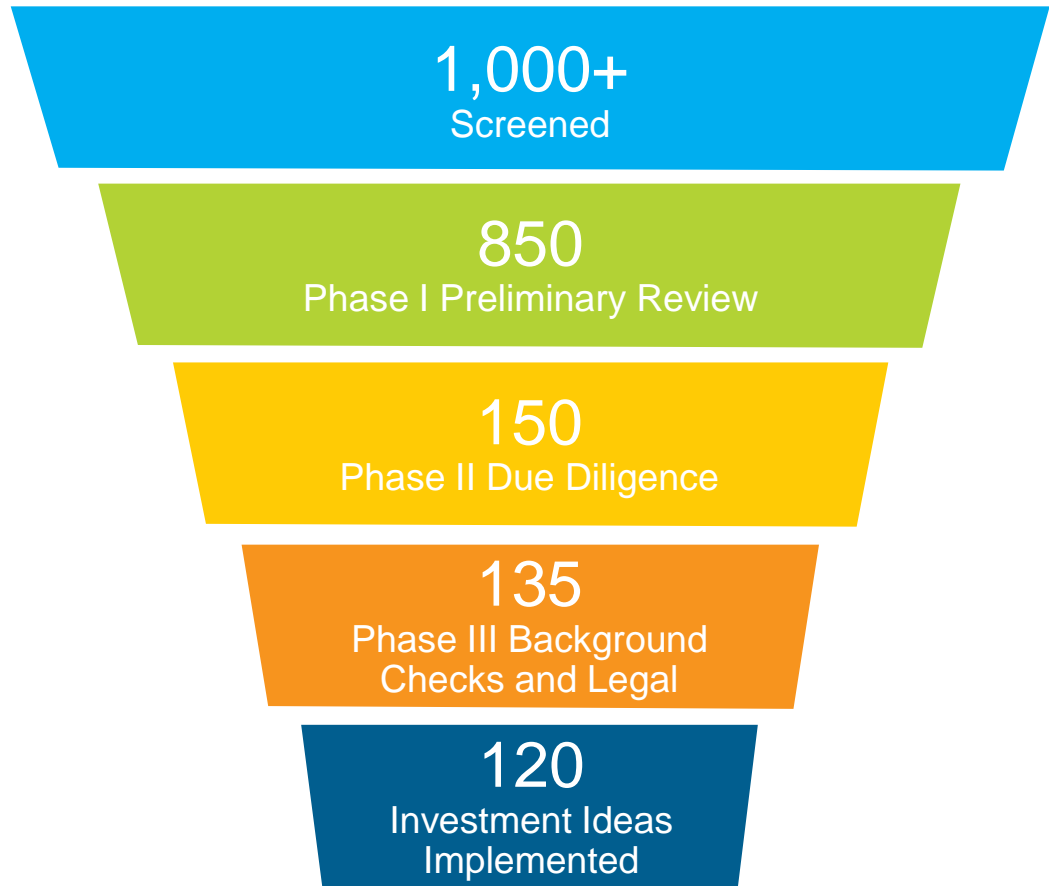 1,000+
Screened
850
Phase I Preliminary Review
150
Phase II Due Diligence
135
Phase III Background
Checks and Legal
120
Investment Ideas
Implemented